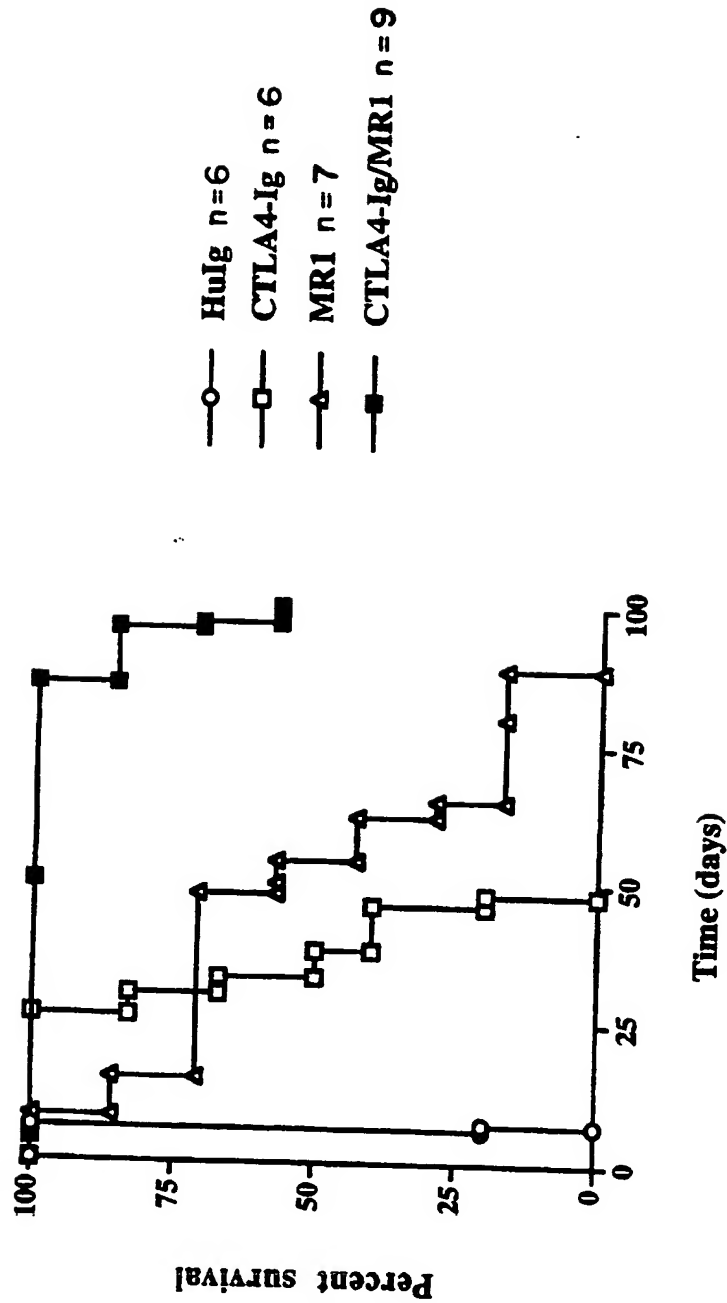 Percent survival
100
75
50
25
0
0
25
50
75
100
Time (days)
HuIg n=6
CTLA4-Ig n=6
MR1 n=7
CTLA4-Ig/MR1 n=9